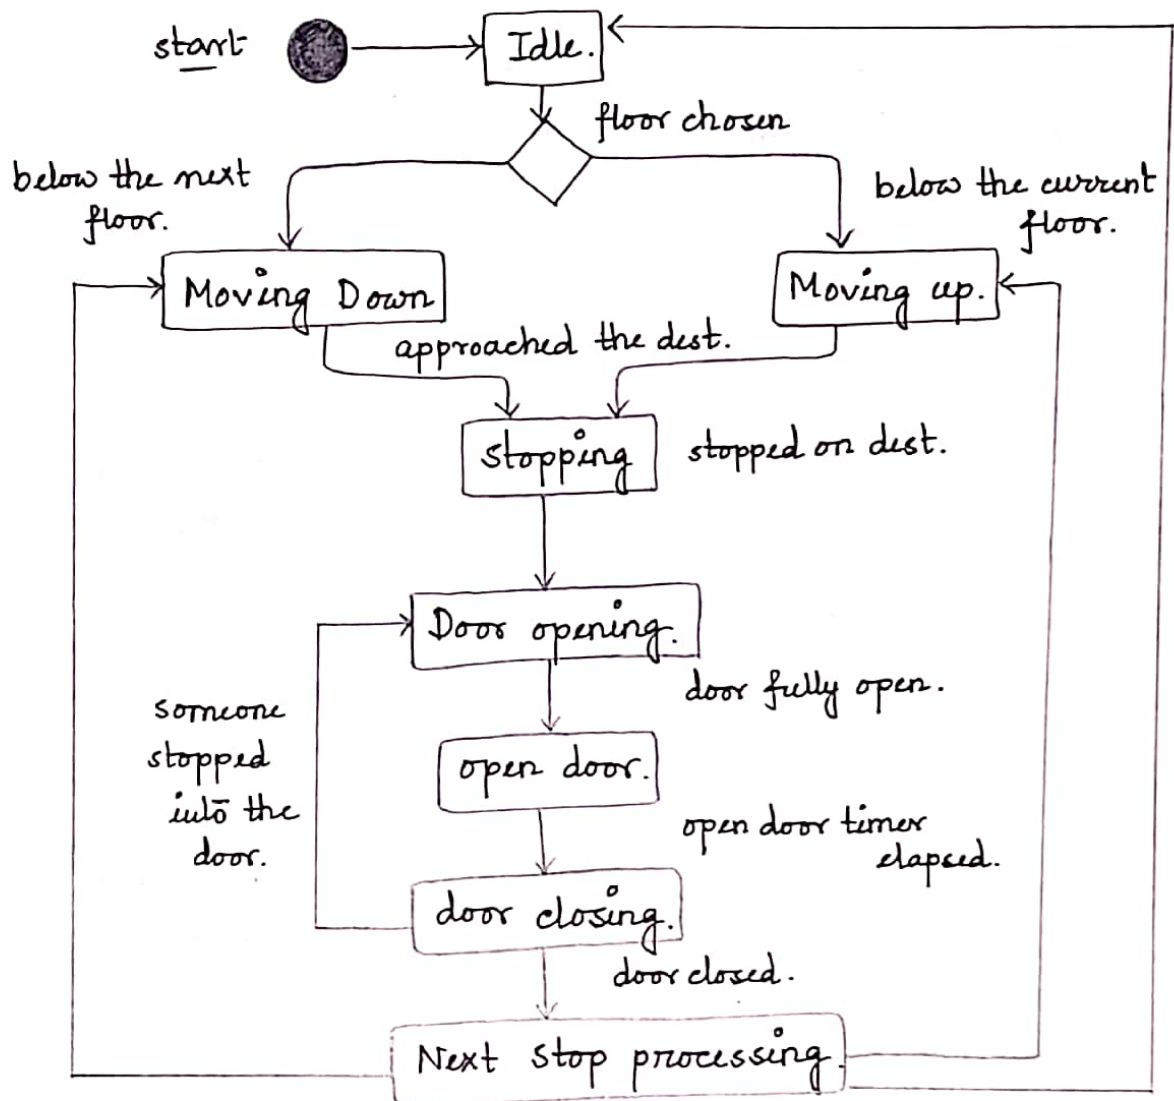 start
Idle.
floor chosen
below the next
floor.
below the current
floor.
Moving Down
Moving up.
approached the dest.
stopping
stopped on dest.
Door opening.
door fully open.
someone
stopped
into the
door.
open door.
open door timer
elapsed.
door closing.
door closed.
Next stop processing.